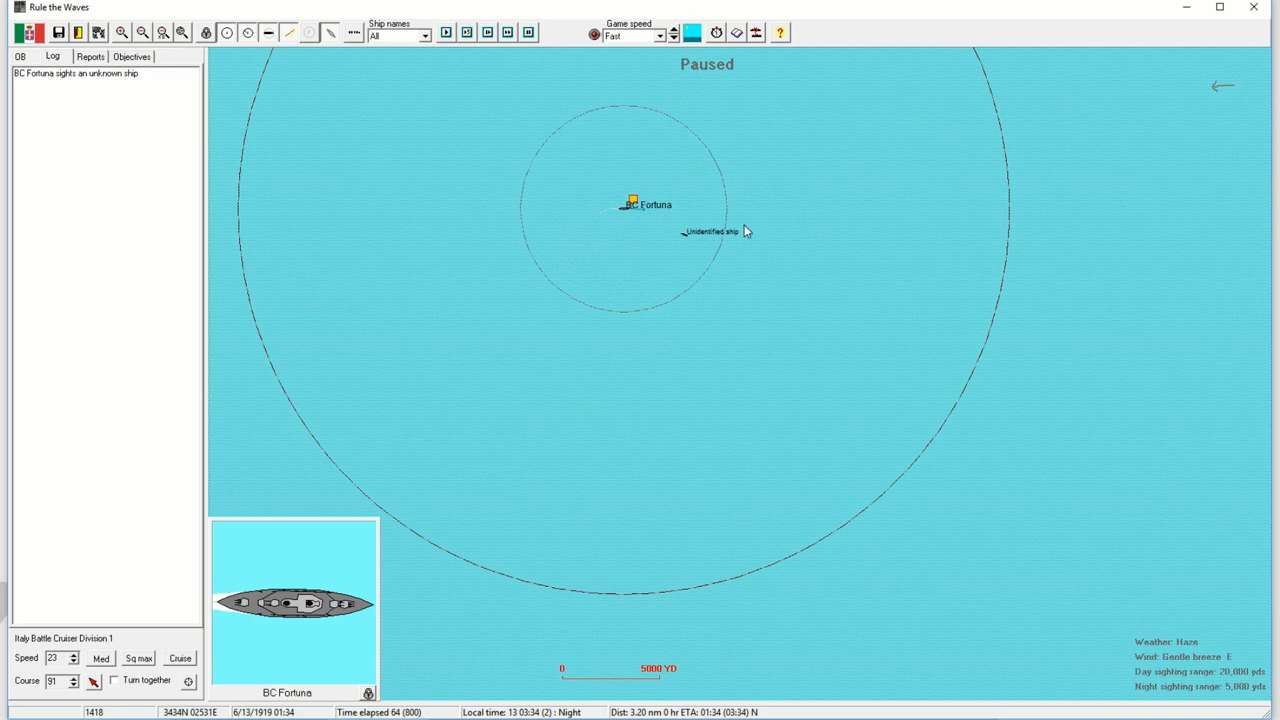 Rule the Waves
Ship names
All
Game speed
Fast
OB
Log
Reports
Objectives
BC Fortuna sights an unknown ship
Paused
BC Fortuna
Unidentified ship
Italy Battle Cruiser Division 1
Speed 23 Med Sq max Cruise
Course 91 Turn together
BC Fortuna
0 5000 YD
Weather: Haze
Wind: Gentle breeze E
Day sighting range: 20,000 yds
Night sighting range: 5,000 yds
1418 3434N 02531E 6/13/1919 01:34 Time elapsed 64 (800) Local time: 13 03:34 (2) : Night Dist: 3.20 nm 0 hr ETA: 01:34 (03:34) N